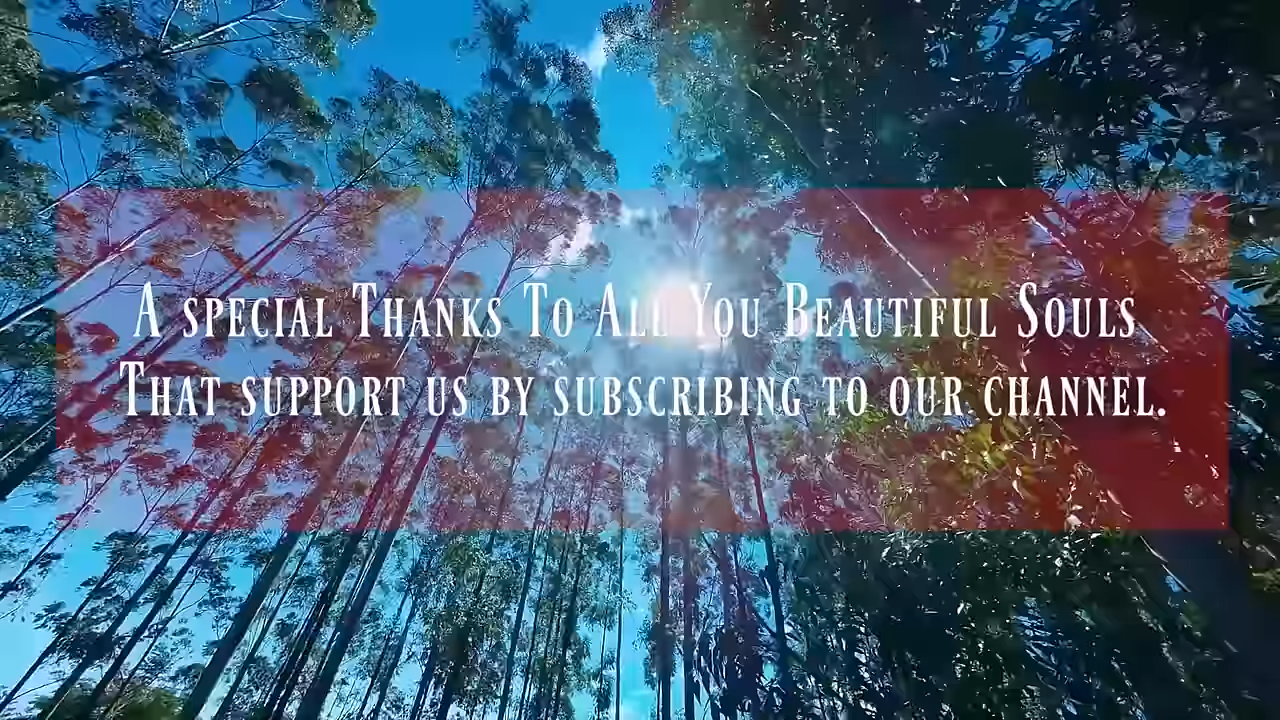 A special Thanks To All You Beautiful Souls
That support us by subscribing to our channel.